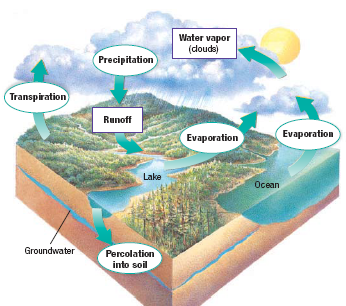 Water vapor
(clouds)
Precipitation
Transpiration
Runoff
Evaporation
Evaporation
Lake
Ocean
Groundwater
Percolation
into soil